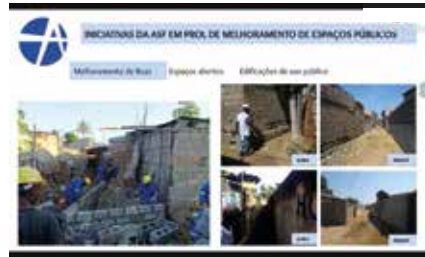 INICIATIVAS DA ASF EM PROL DE MELHORAMENTO DE ESPAÇOS PÚBLICOS
Melhoramento de Ruas Espaços abertos Edificações de uso público